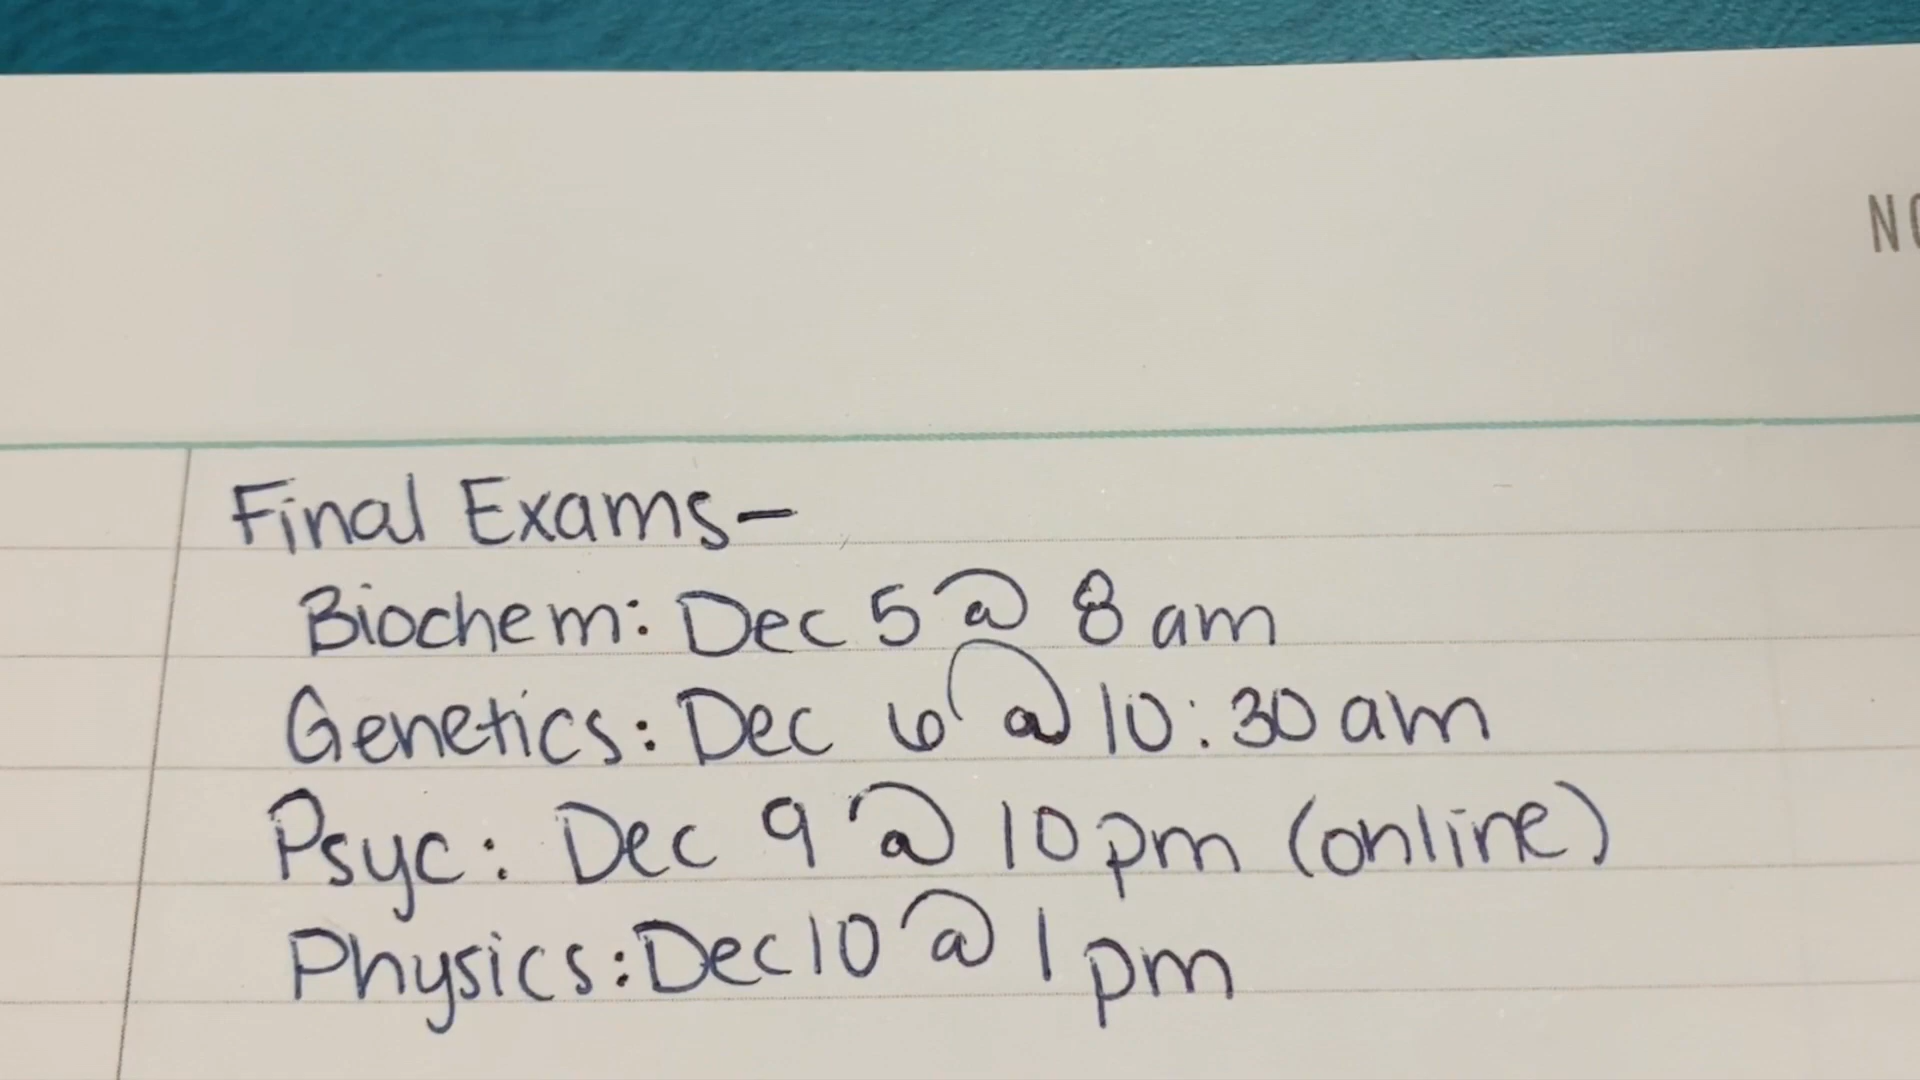 Final Exams-
Biochem: Dec 5 @ 8 am
Genetics: Dec 6 @ 10:30 am
Psyc: Dec 9 @ 10 pm (online)
Physics: Dec 10 @ 1 pm